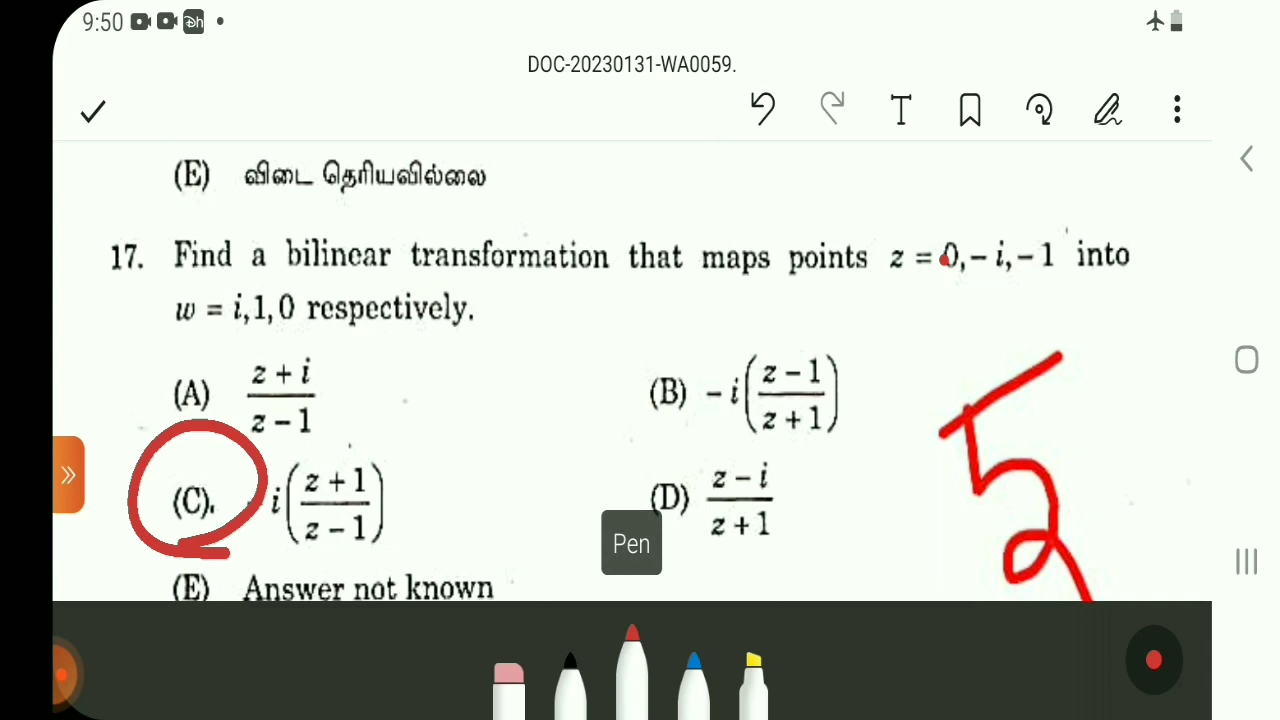 9:50
DOC-20230131-WA0059.
(E) விடை தெரியவில்லை
17. Find a bilinear transformation that maps points z = 0, – i, – 1 into
w = i, 1, 0 respectively.
(A) z + i / z – 1
(B) – i ( z – 1 / z + 1 )
(C). – i ( z + 1 / z – 1 )
(D) z – i / z + 1
Pen
(E) Answer not known